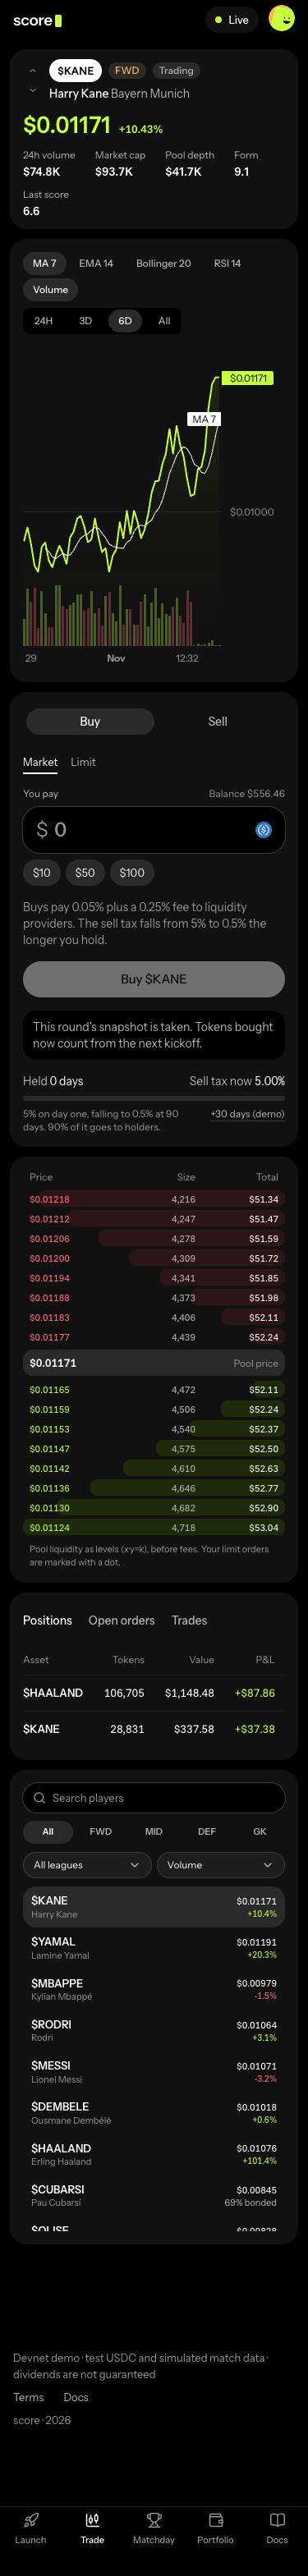 score
Live
$KANE FWD Trading
Harry Kane Bayern Munich
$0.01171 +10.43%
24h volume Market cap Pool depth Form
$74.8K $93.7K $41.7K 9.1
Last score
6.6
MA 7 EMA 14 Bollinger 20 RSI 14
Volume
24H 3D 6D All
$0.01171
MA 7
$0.01000
29 Nov 12:32
Buy Sell
Market Limit
You pay Balance $556.46
$ 0
$10 $50 $100
Buys pay 0.05% plus a 0.25% fee to liquidity
providers. The sell tax falls from 5% to 0.5% the
longer you hold.
Buy $KANE
This round's snapshot is taken. Tokens bought
now count from the next kickoff.
Held 0 days Sell tax now 5.00%
5% on day one, falling to 0.5% at 90 +30 days (demo)
days. 90% of it goes to holders.
Price Size Total
$0.01218 4,216 $51.34
$0.01212 4,247 $51.47
$0.01206 4,278 $51.59
$0.01200 4,309 $51.72
$0.01194 4,341 $51.85
$0.01188 4,373 $51.98
$0.01183 4,406 $52.11
$0.01177 4,439 $52.24
$0.01171 Pool price
$0.01165 4,472 $52.11
$0.01159 4,506 $52.24
$0.01153 4,540 $52.37
$0.01147 4,575 $52.50
$0.01142 4,610 $52.63
$0.01136 4,646 $52.77
$0.01130 4,682 $52.90
$0.01124 4,718 $53.04
Pool liquidity as levels (x·y=k), before fees. Your limit orders
are marked with a dot.
Positions Open orders Trades
Asset Tokens Value P&L
$HAALAND 106,705 $1,148.48 +$87.86
$KANE 28,831 $337.58 +$37.38
Search players
All FWD MID DEF GK
All leagues Volume
$KANE $0.01171
Harry Kane +10.4%
$YAMAL $0.01191
Lamine Yamal +20.3%
$MBAPPE $0.00979
Kylian Mbappé -1.5%
$RODRI $0.01064
Rodri +3.1%
$MESSI $0.01071
Lionel Messi -3.2%
$DEMBELE $0.01018
Ousmane Dembélé +0.6%
$HAALAND $0.01076
Erling Haaland +101.4%
$CUBARSI $0.00845
Pau Cubarsí 69% bonded
$OLISE $0.00828
Devnet demo · test USDC and simulated match data ·
dividends are not guaranteed
Terms Docs
score · 2026
Launch Trade Matchday Portfolio Docs